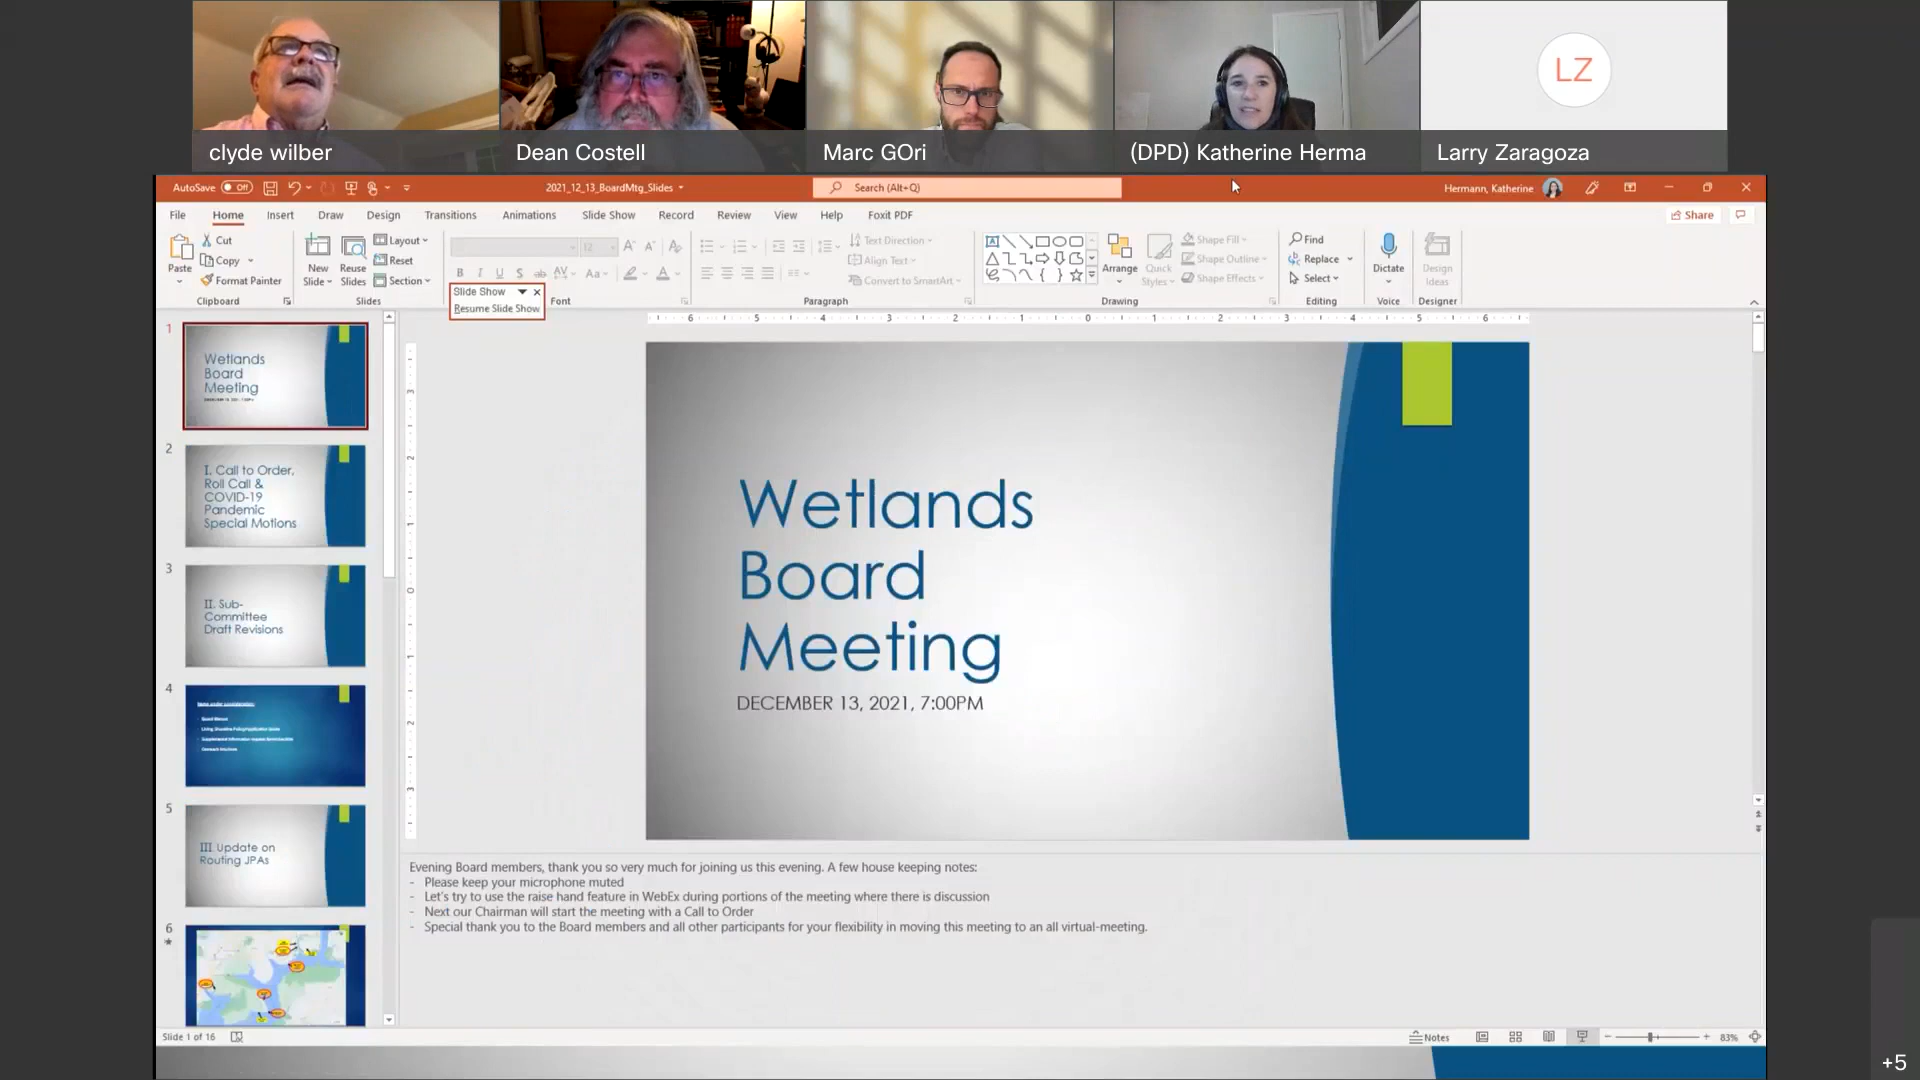 clyde wilber
Dean Costell
Marc GOri
(DPD) Katherine Herma
LZ
Larry Zaragoza
AutoSave Off
2021_12_13_BoardMtg_Slides
Search (Alt+Q)
Hermann, Katherine
File Home Insert Draw Design Transitions Animations Slide Show Record Review View Help Foxit PDF
Share
Paste
Cut
Copy
Format Painter
Clipboard
New Slide
Reuse Slides
Layout
Reset
Section
Slides
12
Font
Slide Show
Resume Slide Show
Text Direction
Align Text
Convert to SmartArt
Paragraph
Arrange
Quick Styles
Shape Fill
Shape Outline
Shape Effects
Drawing
Find
Replace
Select
Editing
Dictate
Voice
Design Ideas
Designer
1
Wetlands
Board
Meeting
2
I. Call to Order,
Roll Call &
COVID-19
Pandemic
Special Motions
3
II. Sub-
Committee
Draft Revisions
4
5
III Update on
Routing JPAs
6
Wetlands
Board
Meeting
DECEMBER 13, 2021, 7:00PM
Evening Board members, thank you so very much for joining us this evening. A few house keeping notes:
- Please keep your microphone muted
- Let's try to use the raise hand feature in WebEx during portions of the meeting where there is discussion
- Next our Chairman will start the meeting with a Call to Order
- Special thank you to the Board members and all other participants for your flexibility in moving this meeting to an all virtual-meeting.
Slide 1 of 16
Notes
83%
+5